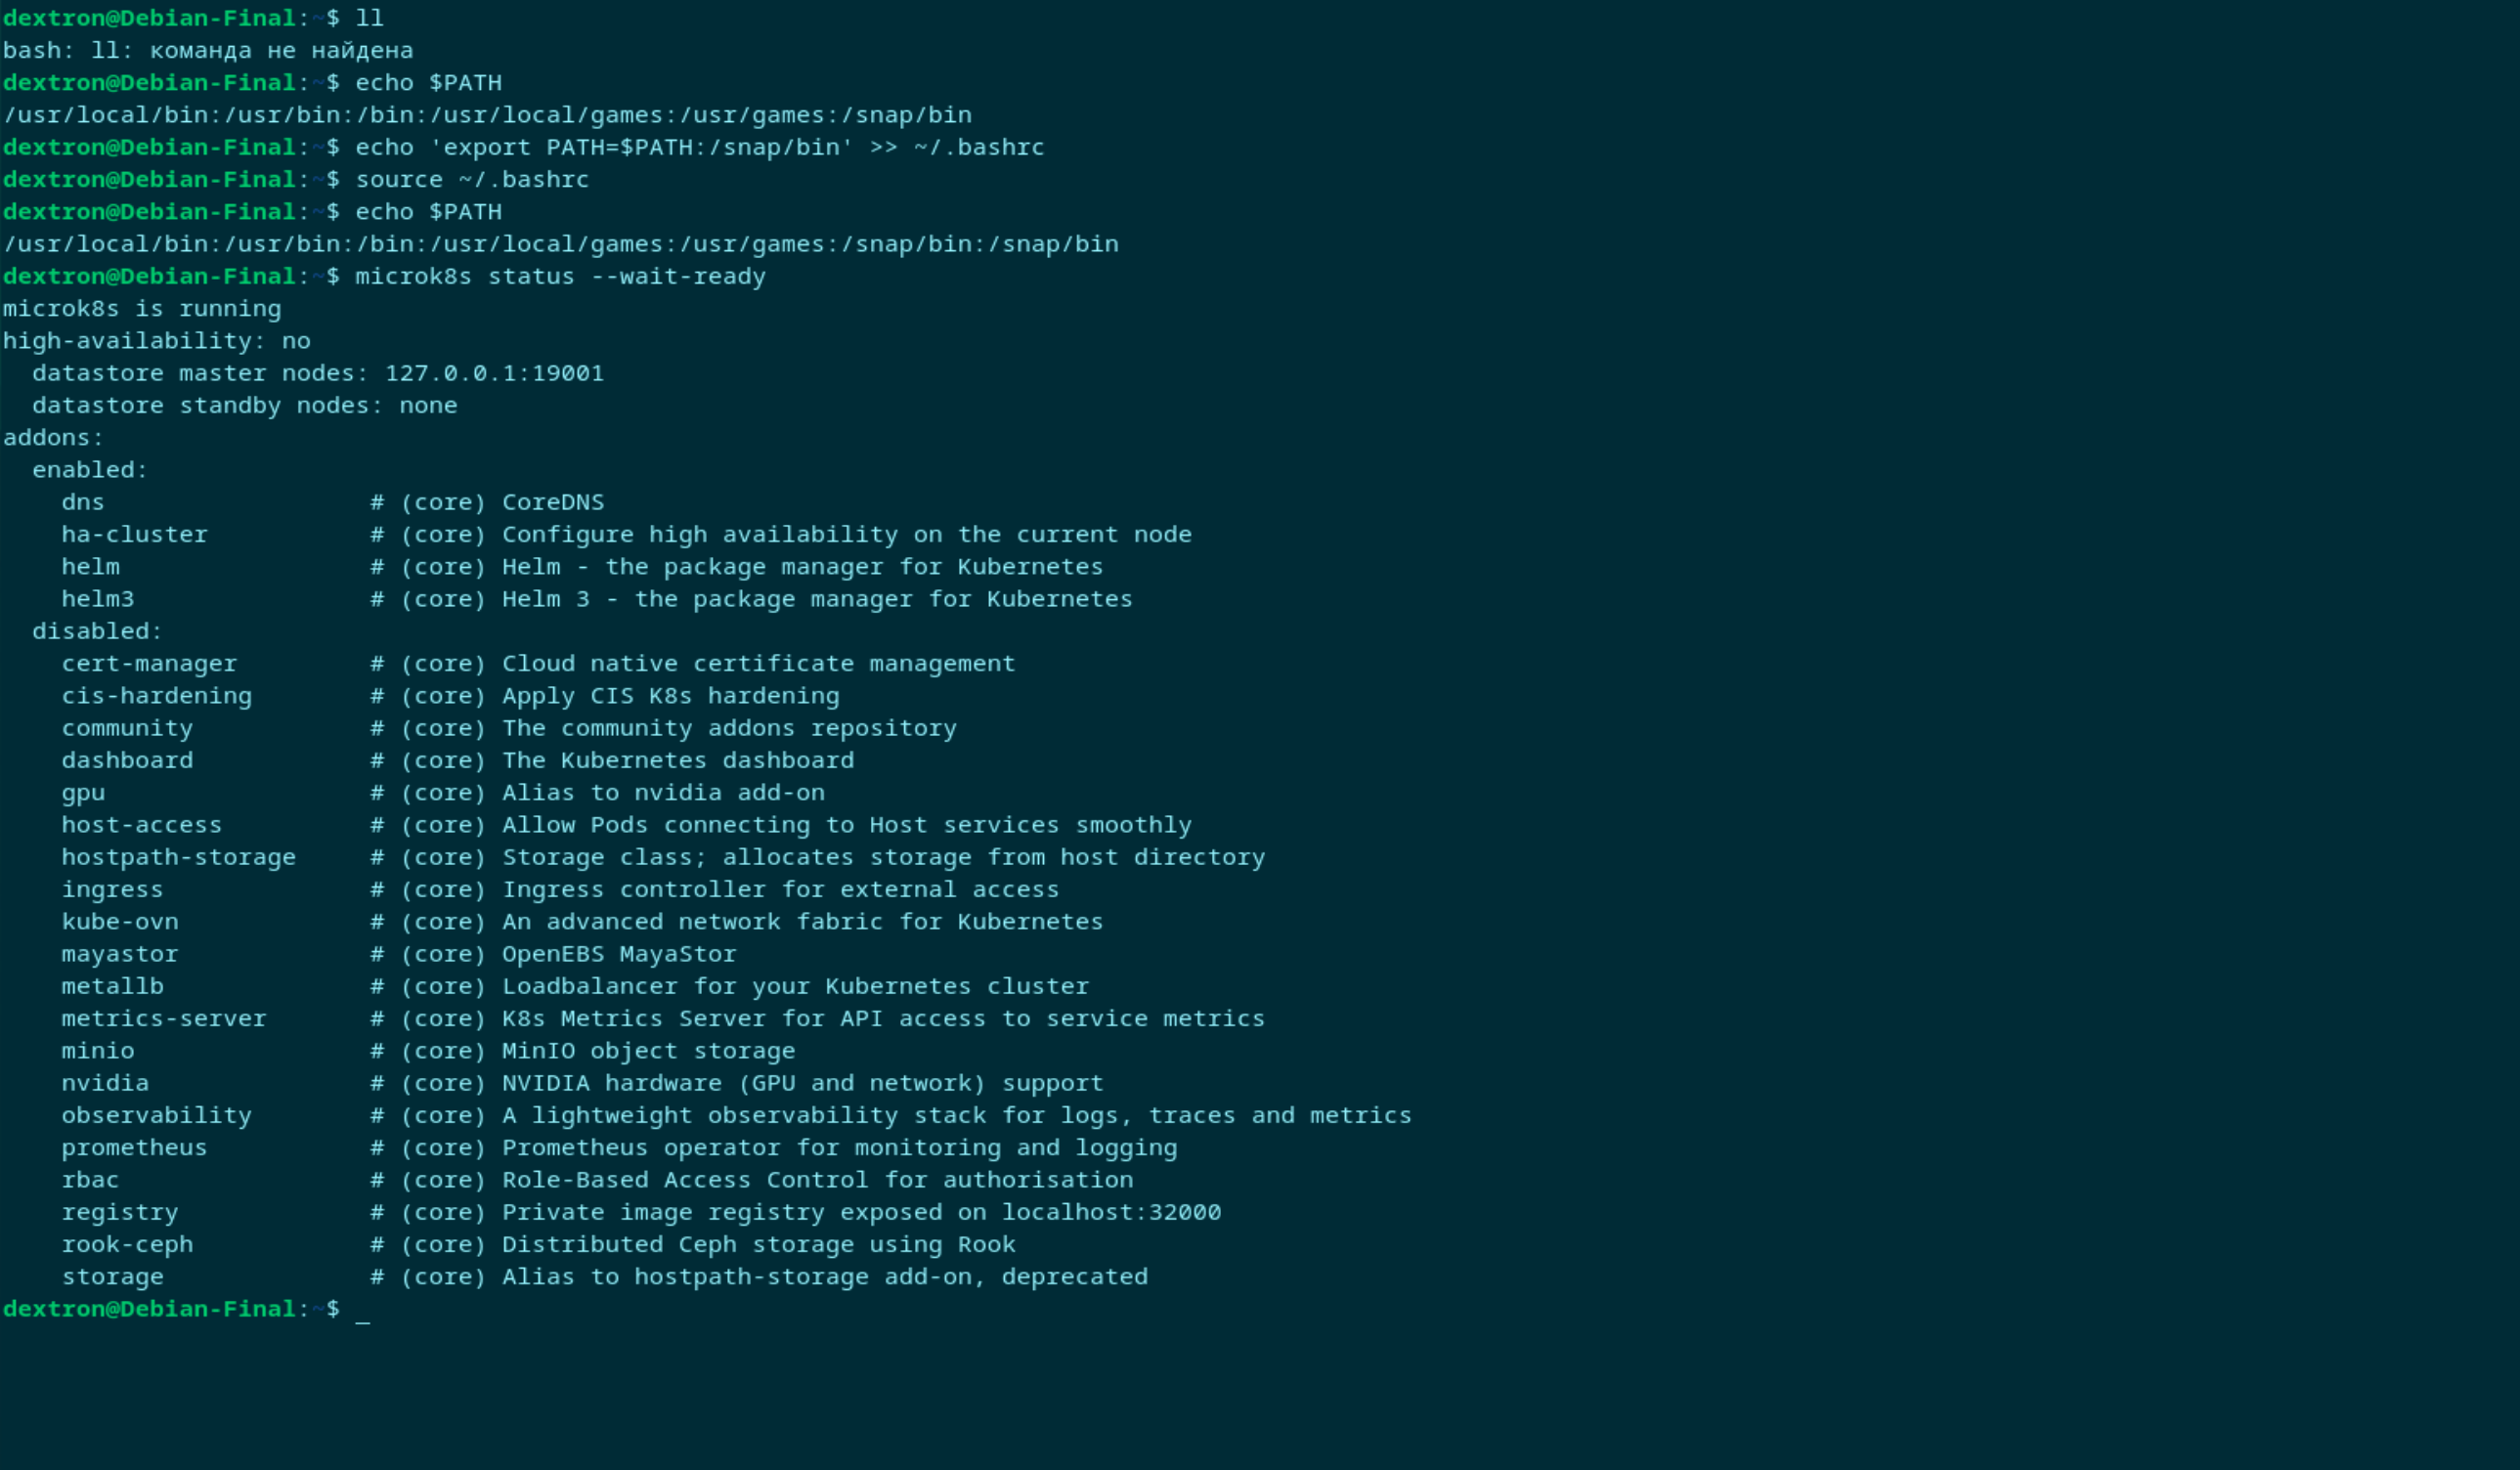 dextron@Debian-Final:~$ ll
bash: ll: команда не найдена
dextron@Debian-Final:~$ echo $PATH
/usr/local/bin:/usr/bin:/bin:/usr/local/games:/usr/games:/snap/bin
dextron@Debian-Final:~$ echo 'export PATH=$PATH:/snap/bin' >> ~/.bashrc
dextron@Debian-Final:~$ source ~/.bashrc
dextron@Debian-Final:~$ echo $PATH
/usr/local/bin:/usr/bin:/bin:/usr/local/games:/usr/games:/snap/bin:/snap/bin
dextron@Debian-Final:~$ microk8s status --wait-ready
microk8s is running
high-availability: no
  datastore master nodes: 127.0.0.1:19001
  datastore standby nodes: none
addons:
  enabled:
    dns                  # (core) CoreDNS
    ha-cluster           # (core) Configure high availability on the current node
    helm                 # (core) Helm - the package manager for Kubernetes
    helm3                # (core) Helm 3 - the package manager for Kubernetes
  disabled:
    cert-manager         # (core) Cloud native certificate management
    cis-hardening        # (core) Apply CIS K8s hardening
    community            # (core) The community addons repository
    dashboard            # (core) The Kubernetes dashboard
    gpu                  # (core) Alias to nvidia add-on
    host-access          # (core) Allow Pods connecting to Host services smoothly
    hostpath-storage     # (core) Storage class; allocates storage from host directory
    ingress              # (core) Ingress controller for external access
    kube-ovn             # (core) An advanced network fabric for Kubernetes
    mayastor             # (core) OpenEBS MayaStor
    metallb              # (core) Loadbalancer for your Kubernetes cluster
    metrics-server       # (core) K8s Metrics Server for API access to service metrics
    minio                # (core) MinIO object storage
    nvidia               # (core) NVIDIA hardware (GPU and network) support
    observability        # (core) A lightweight observability stack for logs, traces and metrics
    prometheus           # (core) Prometheus operator for monitoring and logging
    rbac                 # (core) Role-Based Access Control for authorisation
    registry             # (core) Private image registry exposed on localhost:32000
    rook-ceph            # (core) Distributed Ceph storage using Rook
    storage              # (core) Alias to hostpath-storage add-on, deprecated
dextron@Debian-Final:~$ _